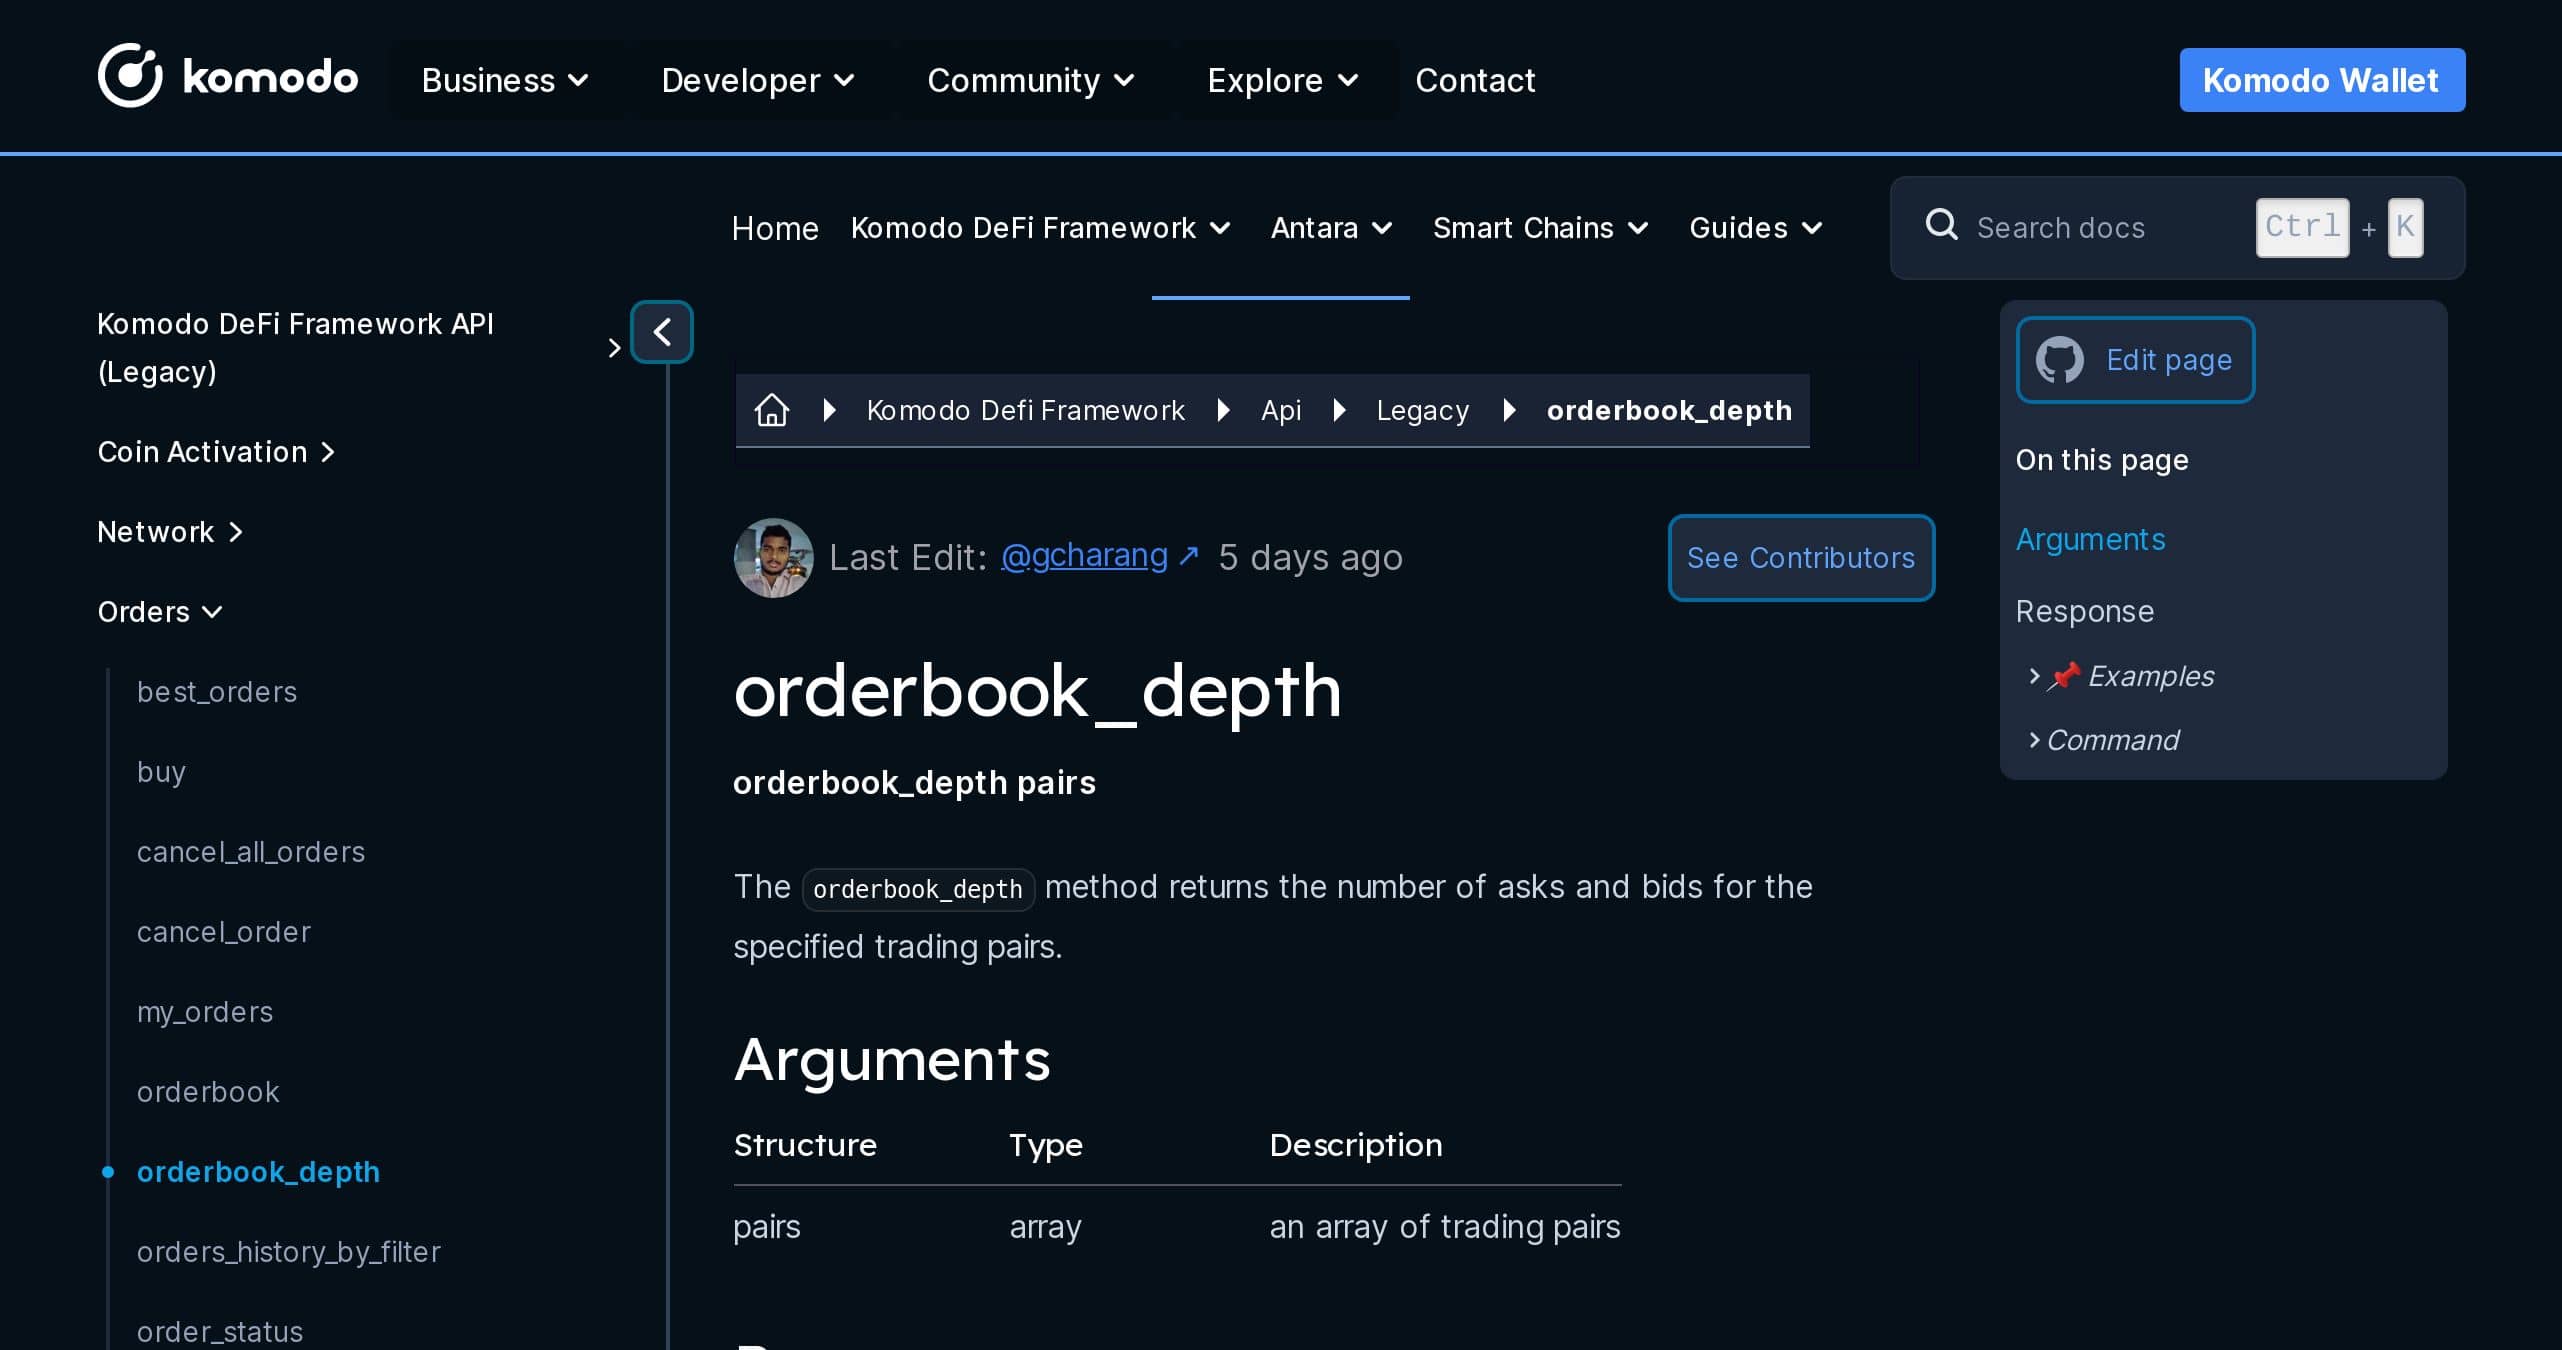 komodo Business Developer Community Explore Contact Komodo Wallet
Home Komodo DeFi Framework Antara Smart Chains Guides Search docs Ctrl + K
Komodo DeFi Framework API
(Legacy)
Coin Activation
Network
Orders
best_orders
buy
cancel_all_orders
cancel_order
my_orders
orderbook
orderbook_depth
orders_history_by_filter
order_status
Komodo Defi Framework Api Legacy orderbook_depth
Last Edit: @gcharang ↗ 5 days ago See Contributors
orderbook_depth
orderbook_depth pairs
The orderbook_depth method returns the number of asks and bids for the
specified trading pairs.
Arguments
Structure Type Description
pairs array an array of trading pairs
Edit page
On this page
Arguments
Response
📌 Examples
Command